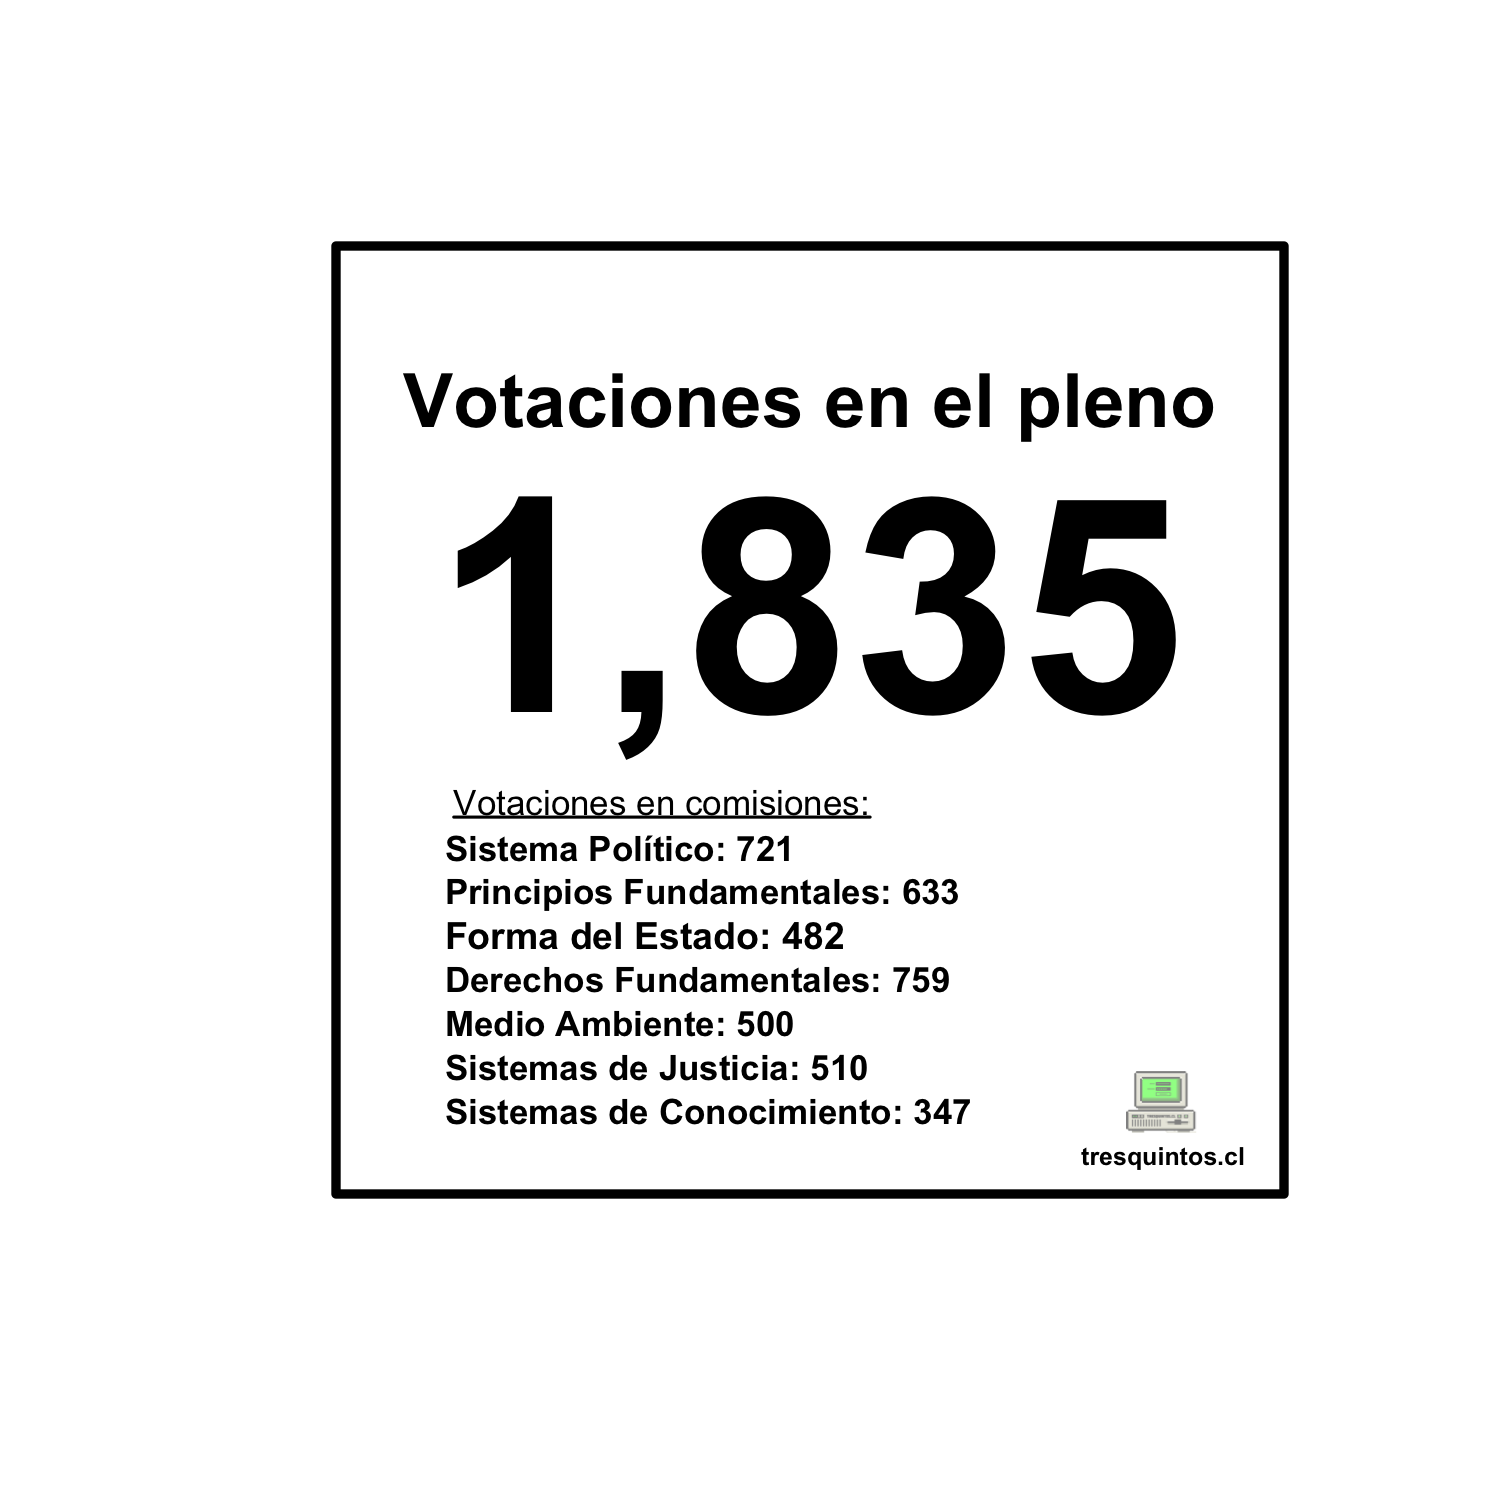 Votaciones en el pleno
1,835
Votaciones en comisiones:
Sistema Político: 721
Principios Fundamentales: 633
Forma del Estado: 482
Derechos Fundamentales: 759
Medio Ambiente: 500
Sistemas de Justicia: 510
Sistemas de Conocimiento: 347
tresquintos.cl